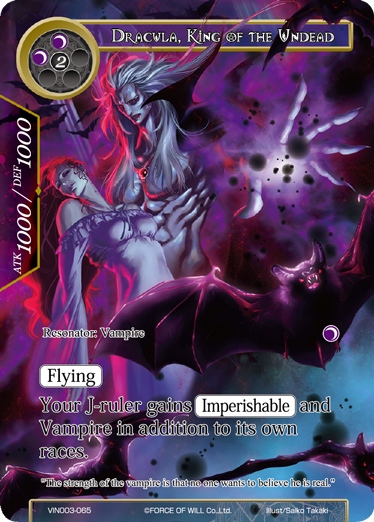 Dracula, King of the Undead
2
ATK 1000 / DEF 1000
Resonator: Vampire
Flying
Your J-ruler gains Imperishable and
Vampire in addition to its own
races.
"The strength of the vampire is that no one wants to believe he is real."
VIN003-065 ©FORCE OF WILL Co.,Ltd. Illust/Saiko Takaki